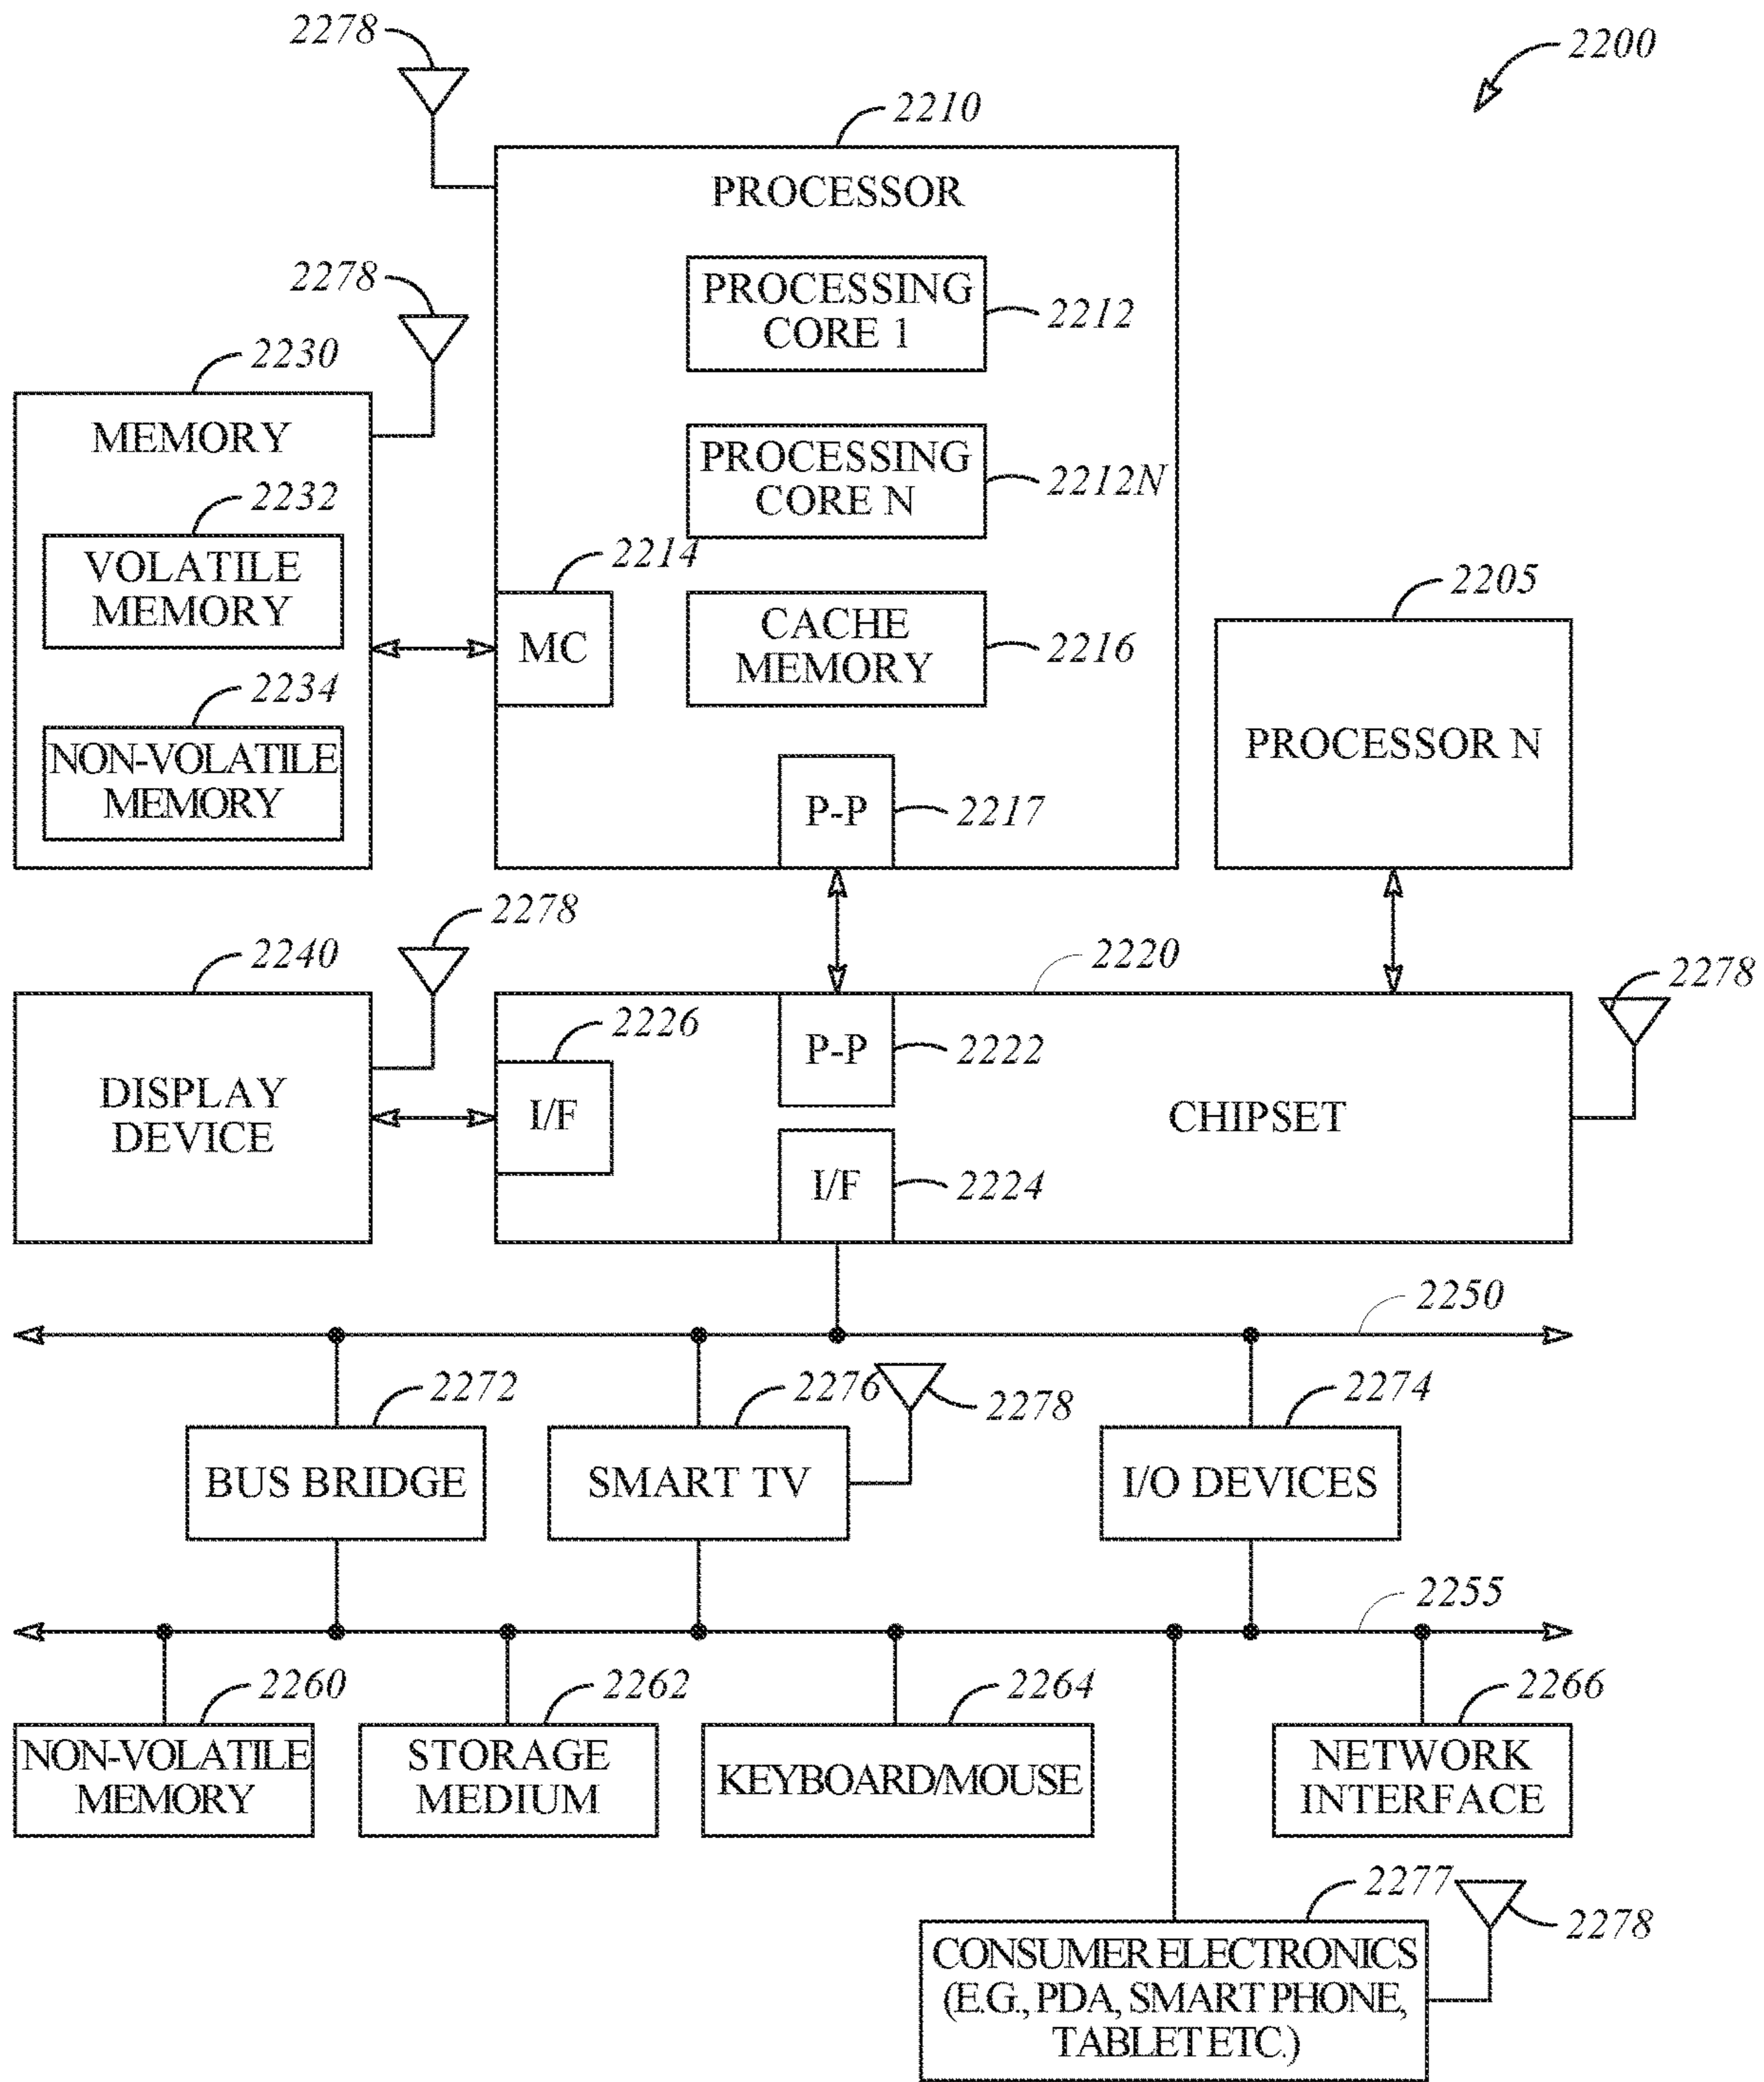 2278
2200
2210
PROCESSOR
PROCESSING
CORE 1
2212
2278
2230
MEMORY
PROCESSING
CORE N
2212N
2232
VOLATILE
MEMORY
2214
MC
CACHE
MEMORY
2216
2205
PROCESSOR N
2234
NON-VOLATILE
MEMORY
P-P
2217
2278
2240
DISPLAY
DEVICE
2220
2278
2226
I/F
P-P
2222
CHIPSET
I/F
2224
2250
2272
BUS BRIDGE
2276
SMART TV
2278
2274
I/O DEVICES
2255
2260
NON-VOLATILE
MEMORY
2262
STORAGE
MEDIUM
2264
KEYBOARD/MOUSE
2266
NETWORK
INTERFACE
2277
2278
CONSUMER ELECTRONICS
(E.G., PDA, SMART PHONE,
TABLET ETC.)